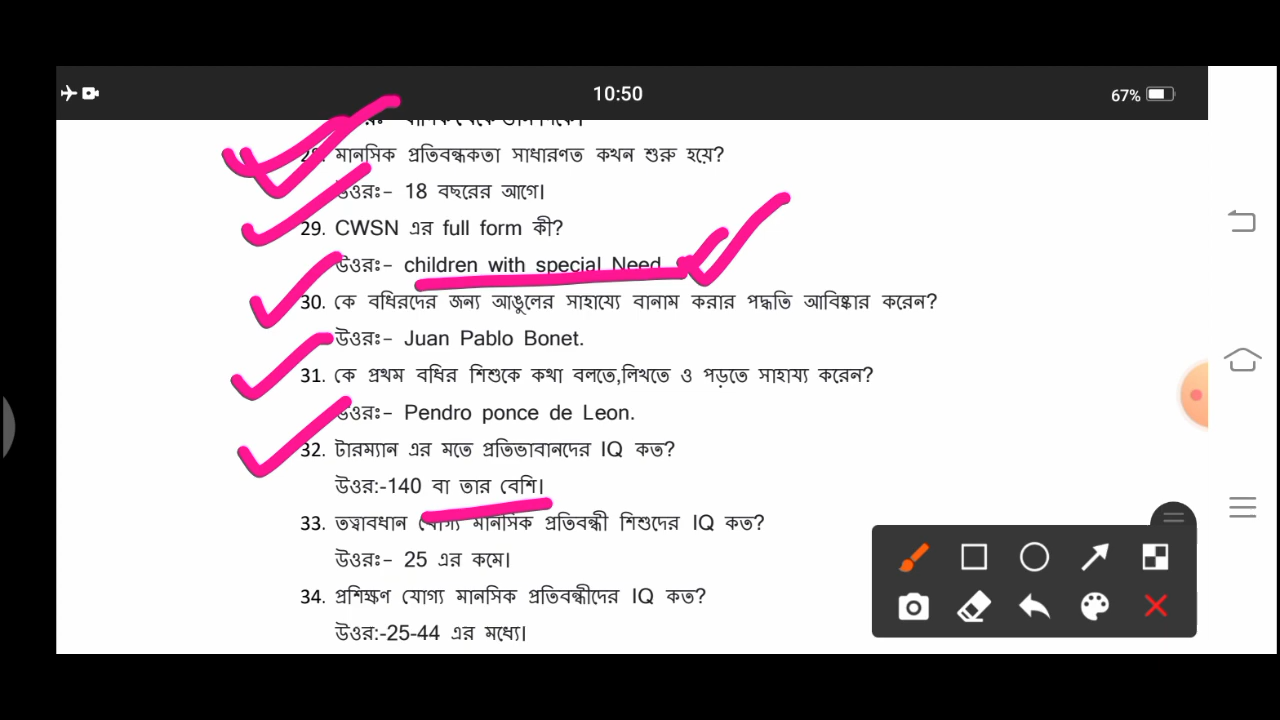 10:50
67%
28. মানসিক প্রতিবন্ধকতা সাধারণত কখন শুরু হয়ে?
উওরঃ- 18 বছরের আগে।
29. CWSN এর full form কী?
উওরঃ- children with special Need.
30. কে বধিরদের জন্য আঙুলের সাহায্যে বানাম করার পদ্ধতি আবিষ্কার করেন?
উওরঃ- Juan Pablo Bonet.
31. কে প্রথম বধির শিশুকে কথা বলতে,লিখতে ও পড়তে সাহায্য করেন?
উওরঃ- Pendro ponce de Leon.
32. টারম্যান এর মতে প্রতিভাবানদের IQ কত?
উওর:-140 বা তার বেশি।
33. তত্বাবধান যোগ্য মানসিক প্রতিবন্ধী শিশুদের IQ কত?
উওরঃ- 25 এর কমে।
34. প্রশিক্ষণ যোগ্য মানসিক প্রতিবন্ধীদের IQ কত?
উওর:-25-44 এর মধ্যে।